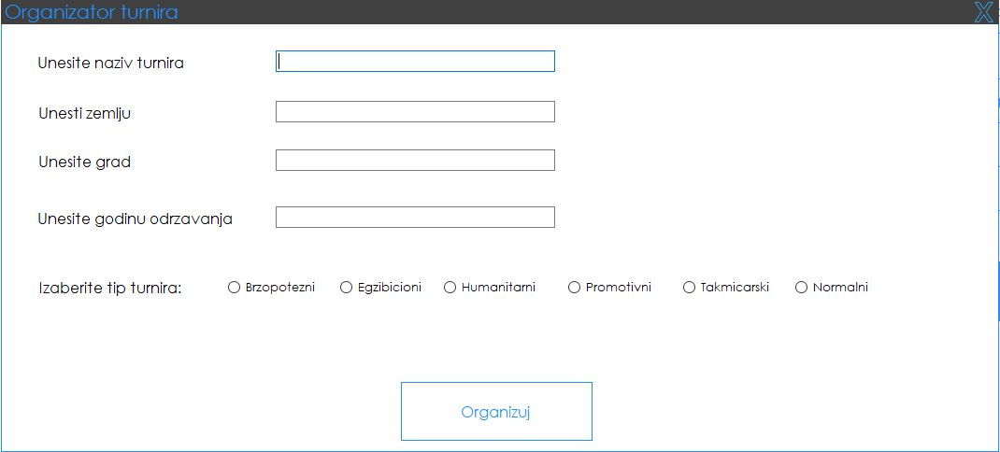 Organizator turnira X
Unesite naziv turnira
Unesti zemlju
Unesite grad
Unesite godinu odrzavanja
Izaberite tip turnira: Brzopotezni Egzibicioni Humanitarni Promotivni Takmicarski Normalni
Organizuj